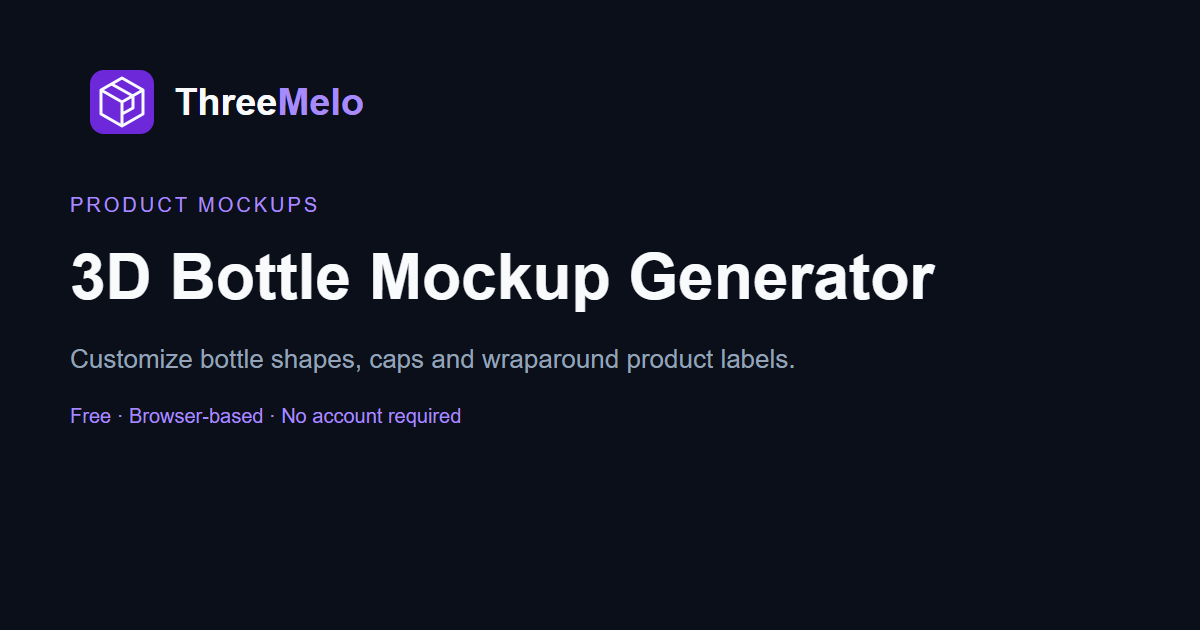 ThreeMelo
PRODUCT MOCKUPS
3D Bottle Mockup Generator
Customize bottle shapes, caps and wraparound product labels.
Free · Browser-based · No account required